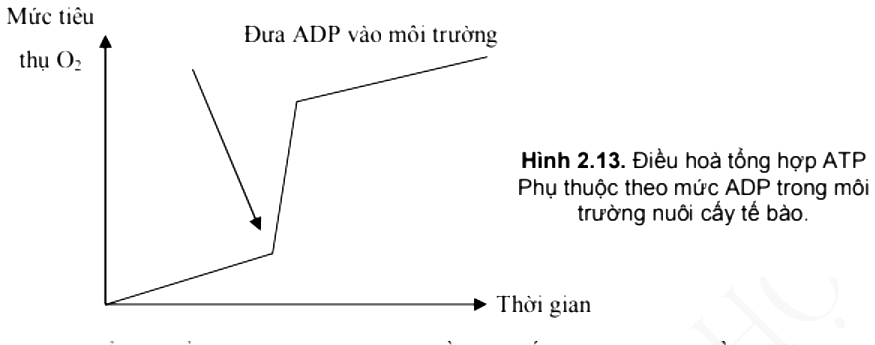 Mức tiêu
thụ O₂
Đưa ADP vào môi trường
Hình 2.13. Điều hoà tổng hợp ATP
Phụ thuộc theo mức ADP trong môi
trường nuôi cấy tế bào.
Thời gian